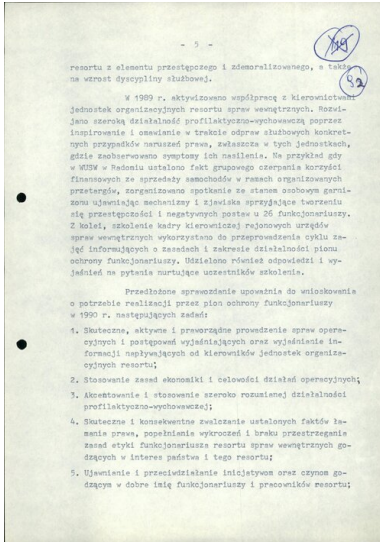 - 5 -
119
92
resortu z elementu przestępczego i zdemoralizowanego, a także
na wzrost dyscypliny służbowej.
W 1989 r. aktywizowano współpracę z kierownictwami
jednostek organizacyjnych resortu spraw wewnętrznych. Rozwi-
jano szeroką działalność profilaktyczno-wychowawczą poprzez
inspirowanie i omawianie w trakcie odpraw służbowych konkret-
nych przypadków naruszeń prawa, zwłaszcza w tych jednostkach,
gdzie zaobserwowano symptomy ich nasilenia. Na przykład gdy
w WUSW w Radomiu ustalono fakt grupowego czerpania korzyści
finansowych ze sprzedaży samochodów w ramach organizowanych
przetargów, zorganizowano spotkanie ze stanem osobowym garni-
zonu ujawniając mechanizmy i zjawiska sprzyjające tworzeniu
się przestępczości i negatywnych postaw u 26 funkcjonariuszy.
Z kolei, szkolenie kadry kierowniczej rejonowych urzędów
spraw wewnętrznych wykorzystano do przeprowadzenia cyklu za-
jęć informujących o zasadach i zakresie działalności pionu
ochrony funkcjonariuszy. Udzielono również odpowiedzi i wy-
jaśnień na pytania nurtujące uczestników szkolenia.
Przedłożone sprawozdanie upoważnia do wnioskowania
o potrzebie realizacji przez pion ochrony funkcjonariuszy
w 1990 r. następujących zadań:
1. Skuteczne, aktywne i praworządne prowadzenie spraw opera-
cyjnych i postępowań wyjaśniających oraz wyjaśnianie in-
formacji napływających od kierowników jednostek organiza-
cyjnych resortu;
2. Stosowanie zasad ekonomiki i celowości działań operacyjnych;
3. Akcentowanie i stosowanie szeroko rozumianej działalności
profilaktyczno-wychowawczej;
4. Skuteczne i konsekwentne zwalczanie ustalonych faktów ła-
mania prawa, popełniania wykroczeń i braku przestrzegania
zasad etyki funkcjonariusza resortu spraw wewnętrznych go-
dzących w interes państwa i tego resortu;
5. Ujawnianie i przeciwdziałanie inicjatywom oraz czynom go-
dzącym w dobre imię funkcjonariuszy i pracowników resortu;